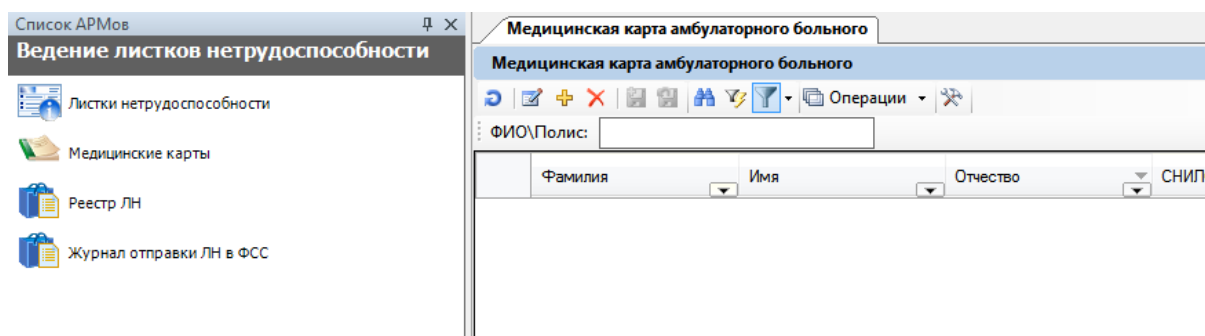 Список АРМов
Ведение листков нетрудоспособности
Листки нетрудоспособности
Медицинские карты
Реестр ЛН
Журнал отправки ЛН в ФСС
Медицинская карта амбулаторного больного
Медицинская карта амбулаторного больного
Операции
ФИО\Полис:
Фамилия Имя Отчество СНИЛ